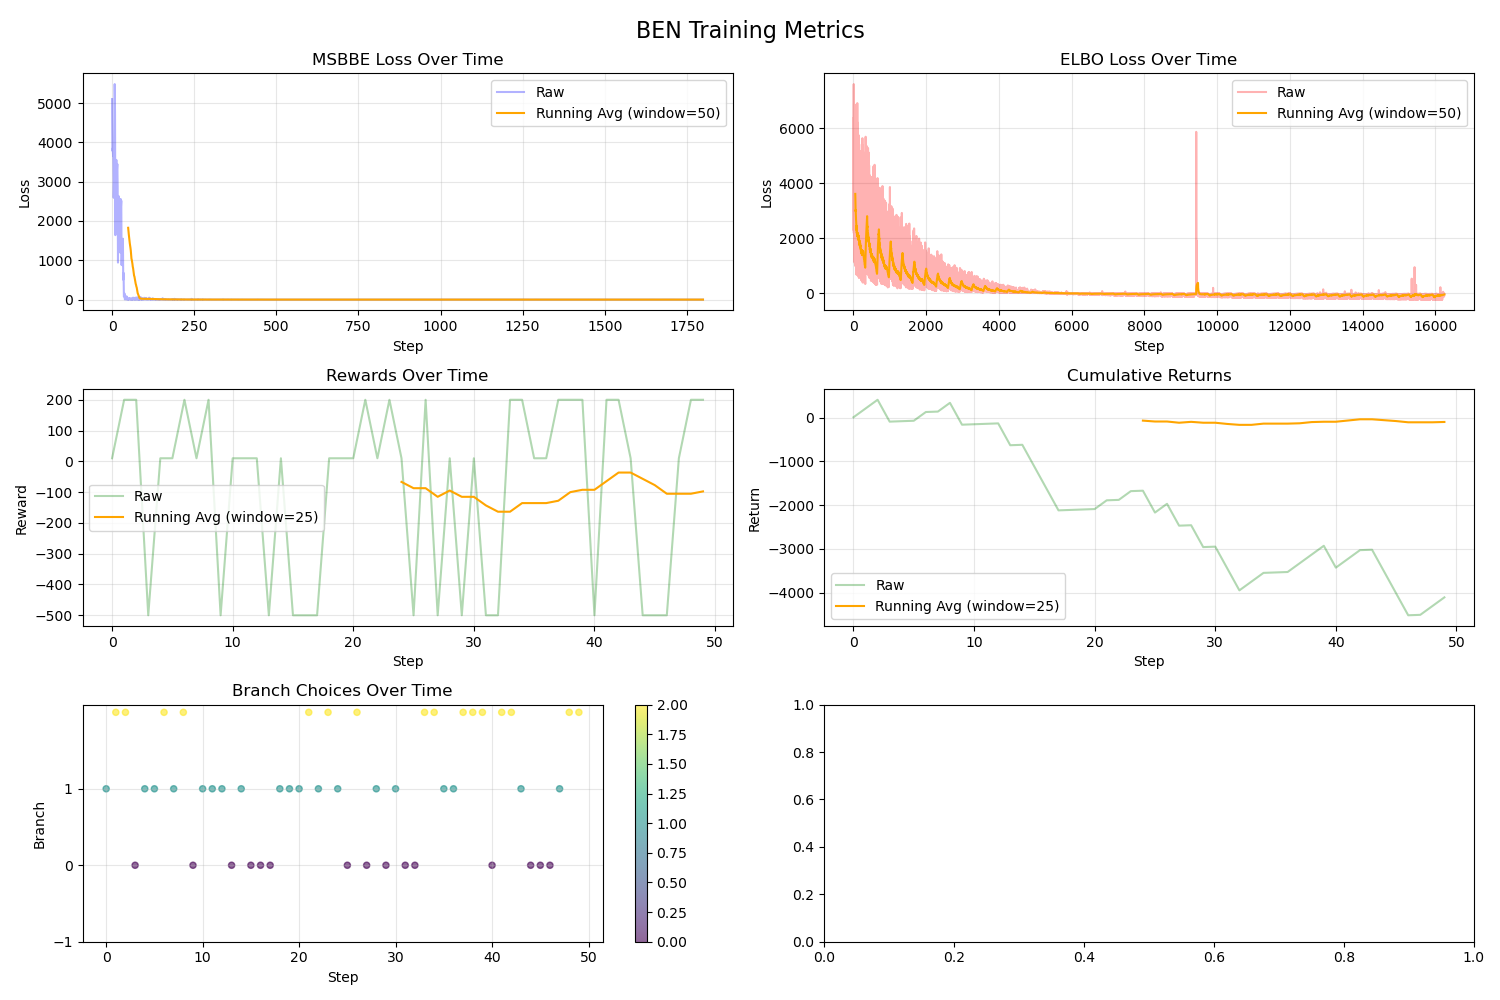 BEN Training Metrics
MSBBE Loss Over Time
Loss
5000
4000
3000
2000
1000
0
Raw
Running Avg (window=50)
0 250 500 750 1000 1250 1500 1750
Step
ELBO Loss Over Time
Loss
6000
4000
2000
0
Raw
Running Avg (window=50)
0 2000 4000 6000 8000 10000 12000 14000 16000
Step
Rewards Over Time
Reward
200
100
0
−100
−200
−300
−400
−500
Raw
Running Avg (window=25)
0 10 20 30 40 50
Step
Cumulative Returns
Return
0
−1000
−2000
−3000
−4000
Raw
Running Avg (window=25)
0 10 20 30 40 50
Step
Branch Choices Over Time
Branch
1
0
−1
0 10 20 30 40 50
Step
2.00
1.75
1.50
1.25
1.00
0.75
0.50
0.25
0.00
1.0
0.8
0.6
0.4
0.2
0.0
0.0 0.2 0.4 0.6 0.8 1.0